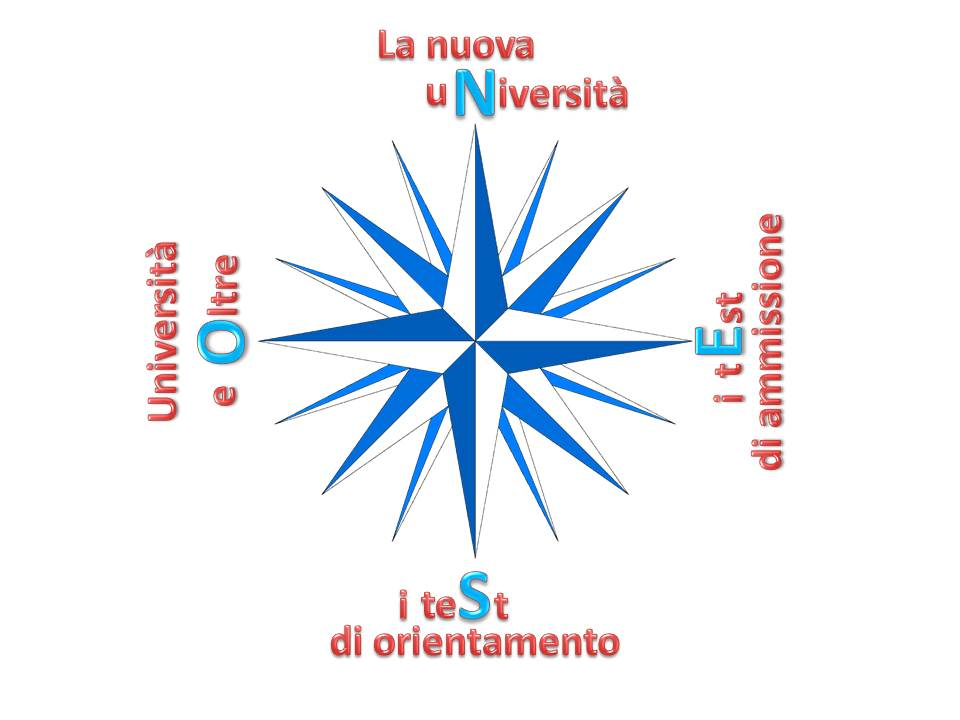 La nuova
uNiversità
Università
e Oltre
i tEst
di ammissione
i teSt
di orientamento